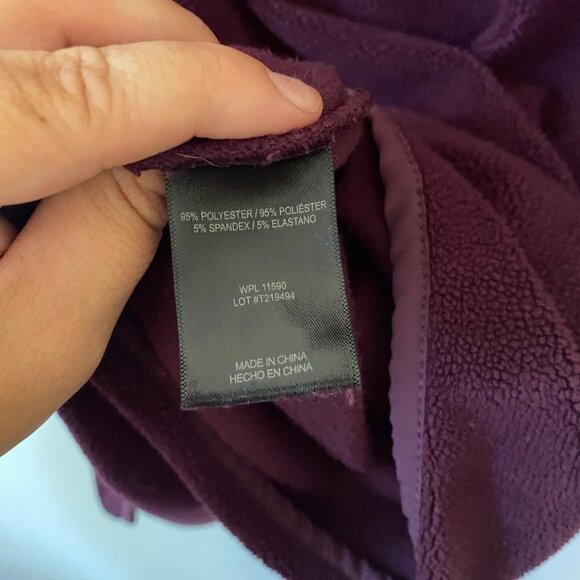 95% POLYESTER / 95% POLIÉSTER
5% SPANDEX / 5% ELASTANO
WPL 11590
LOT #T219494
MADE IN CHINA
HECHO EN CHINA